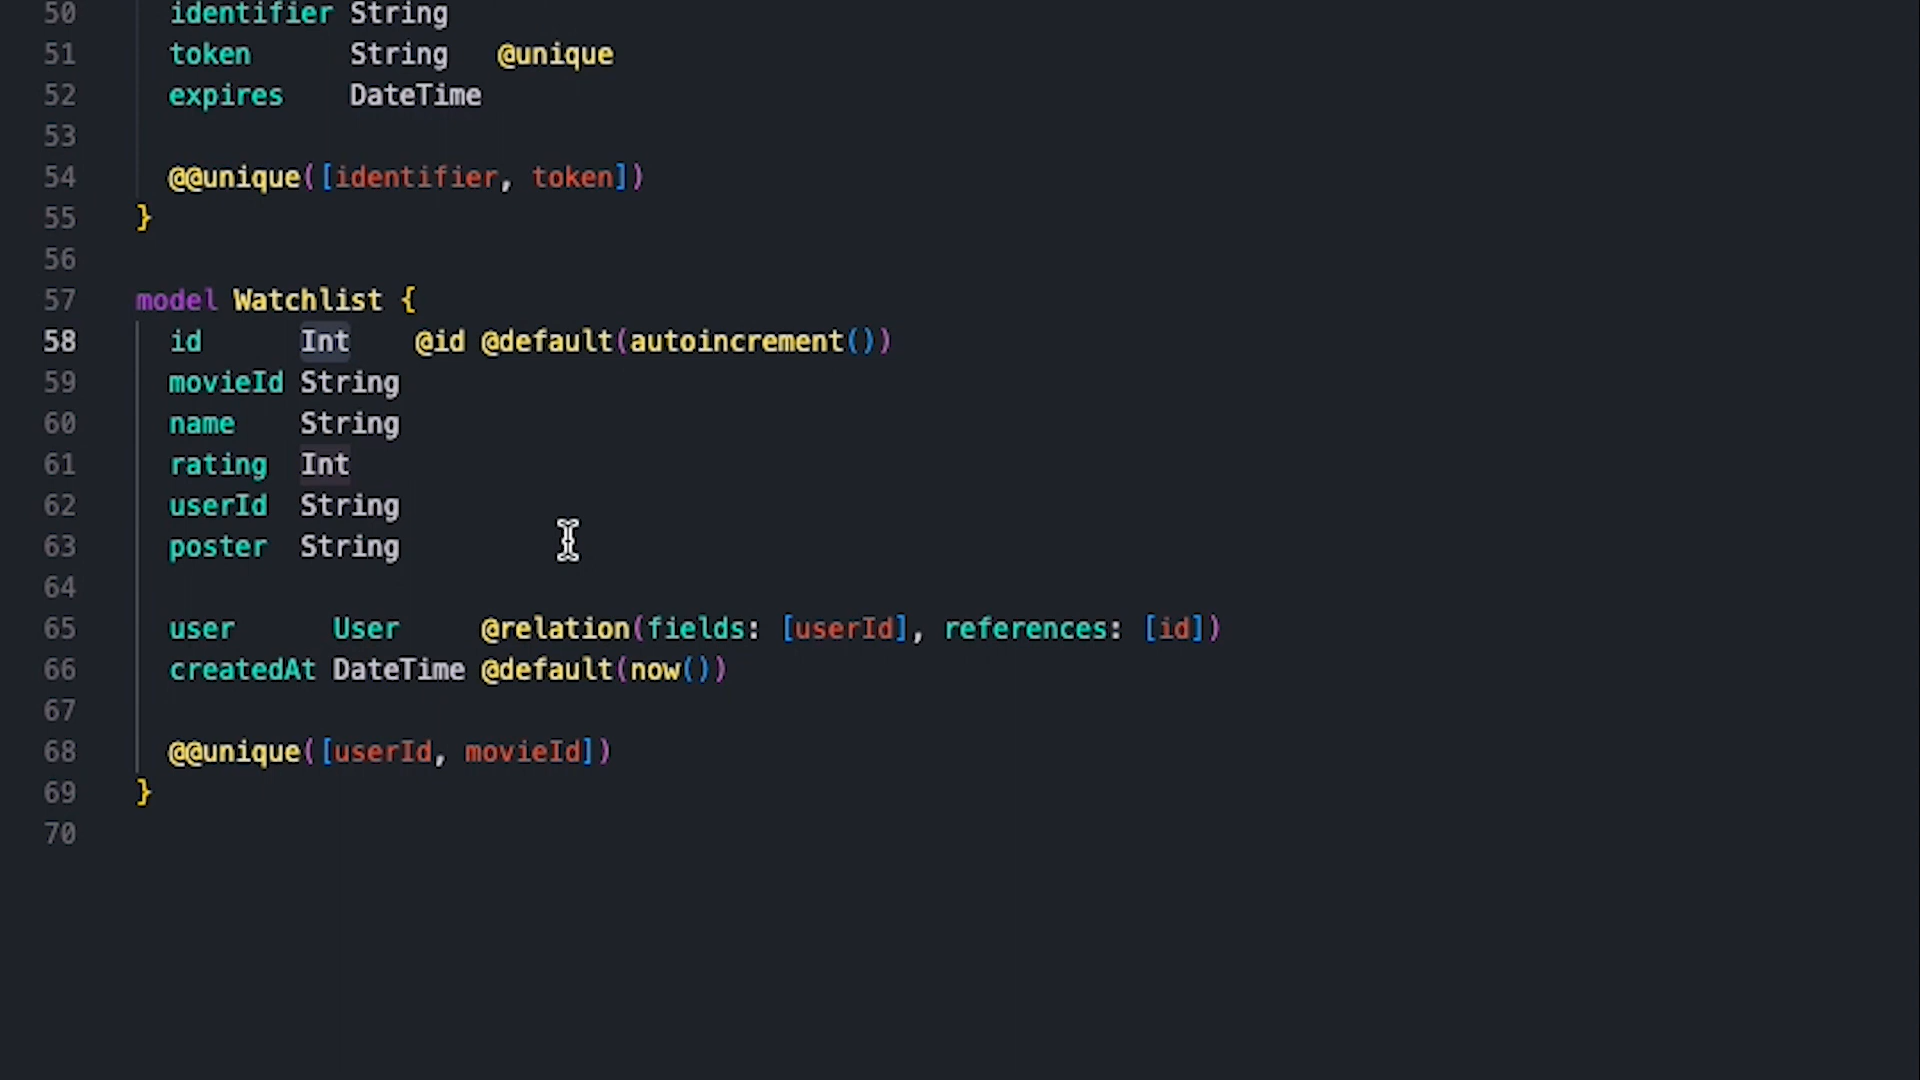 50 identifier String
51 token String @unique
52 expires DateTime
53
54 @@unique([identifier, token])
55 }
56
57 model Watchlist {
58 id Int @id @default(autoincrement())
59 movieId String
60 name String
61 rating Int
62 userId String
63 poster String
64
65 user User @relation(fields: [userId], references: [id])
66 createdAt DateTime @default(now())
67
68 @@unique([userId, movieId])
69 }
70